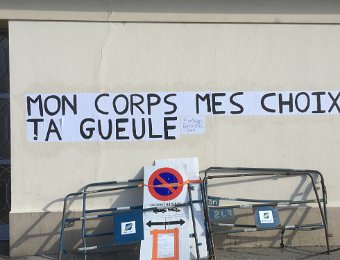 MON CORPS MES CHOIX
TA GUEULE